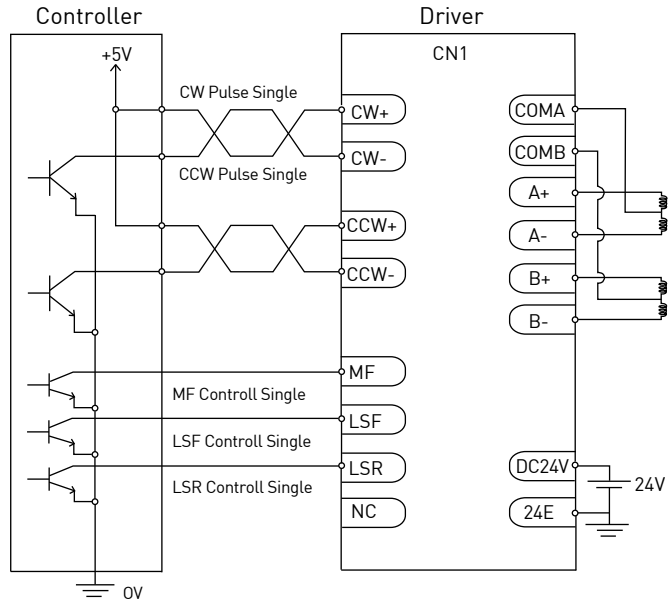 Controller
Driver
+5V
CN1
CW Pulse Single
CW+
COMA
CW-
COMB
CCW Pulse Single
A+
CCW+
A-
CCW-
B+
B-
MF
MF Controll Single
LSF
LSF Controll Single
LSR
DC24V
LSR Controll Single
24V
NC
24E
0V